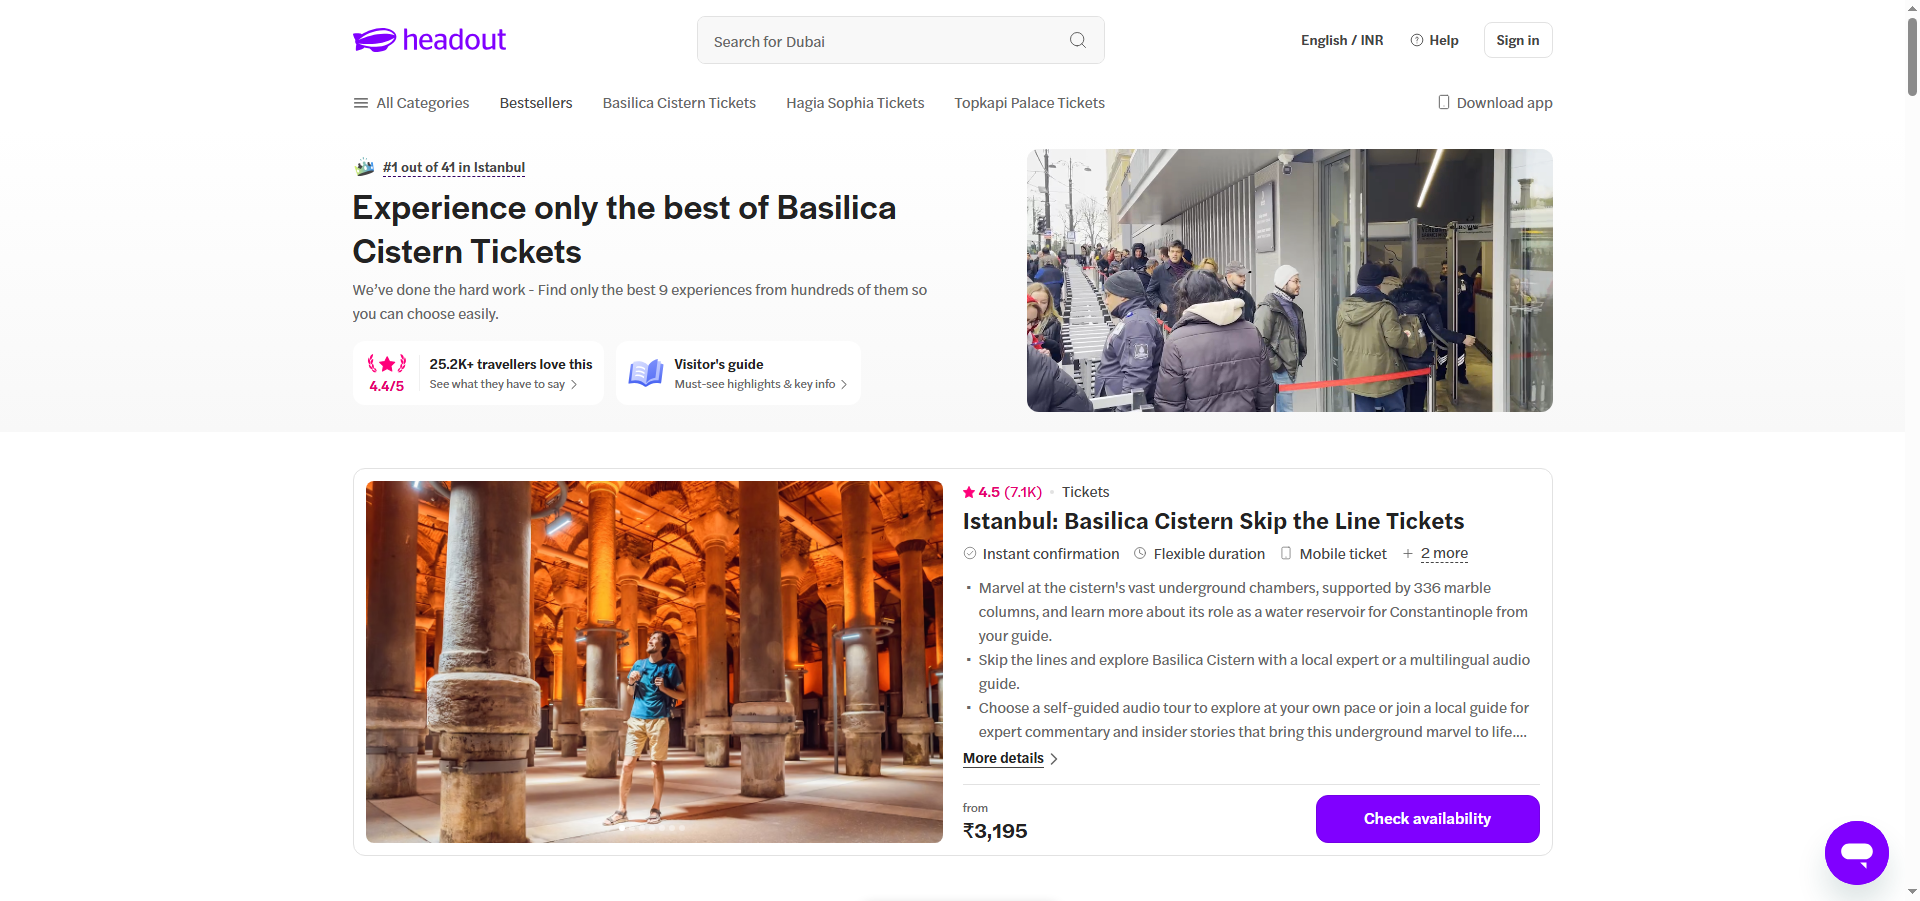 headout
Search for Dubai
English / INR
Help
Sign in
All Categories
Bestsellers
Basilica Cistern Tickets
Hagia Sophia Tickets
Topkapi Palace Tickets
Download app
#1 out of 41 in Istanbul
Experience only the best of Basilica
Cistern Tickets
We've done the hard work - Find only the best 9 experiences from hundreds of them so
you can choose easily.
4.4/5
25.2K+ travellers love this
See what they have to say
Visitor's guide
Must-see highlights & key info
4.5 (7.1K)
Tickets
Istanbul: Basilica Cistern Skip the Line Tickets
Instant confirmation
Flexible duration
Mobile ticket
+ 2 more
• Marvel at the cistern's vast underground chambers, supported by 336 marble
columns, and learn more about its role as a water reservoir for Constantinople from
your guide.
• Skip the lines and explore Basilica Cistern with a local expert or a multilingual audio
guide.
• Choose a self-guided audio tour to explore at your own pace or join a local guide for
expert commentary and insider stories that bring this underground marvel to life....
More details
from
₹3,195
Check availability